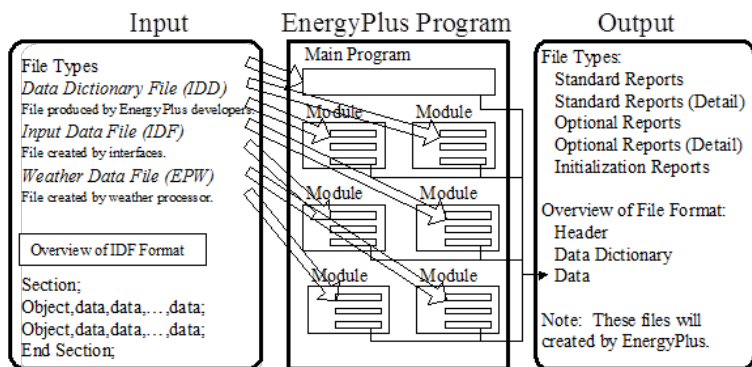 Input
File Types
Data Dictionary File (IDD)
File produced by EnergyPlus developers.
Input Data File (IDF)
File created by interfaces.
Weather Data File (EPW)
File created by weather processor.
Overview of IDF Format
Section;
Object,data,data,…,data;
Object,data,data,…,data;
End Section;
EnergyPlus Program
Main Program
Module
Module
Module
Module
Module
Module
Output
File Types:
Standard Reports
Standard Reports (Detail)
Optional Reports
Optional Reports (Detail)
Initialization Reports
Overview of File Format:
Header
Data Dictionary
Data
Note: These files will
created by EnergyPlus.